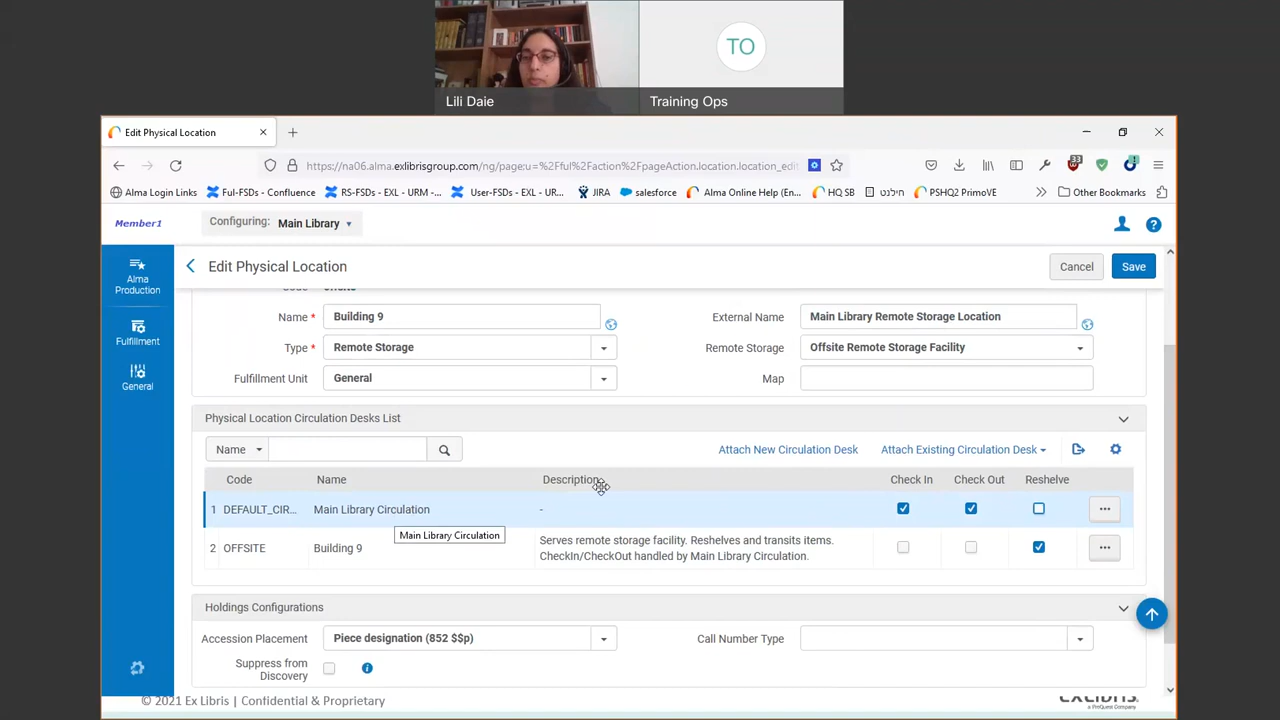 TO
Lili Daie
Training Ops
Edit Physical Location
https://na06.alma.exlibrisgroup.com/ng/page;u=%2Fful%2Faction%2FpageAction.location.location_edit
33
Alma Login Links
Ful-FSDs - Confluence
RS-FSDs - EXL - URM -...
User-FSDs - EXL - UR...
JIRA
salesforce
Alma Online Help (En...
HQ SB
חילנט
PSHQ2 PrimoVE
Other Bookmarks
Member1
Configuring: Main Library
Edit Physical Location
Cancel
Save
Alma
Production
Fulfillment
General
Name * Building 9
External Name Main Library Remote Storage Location
Type * Remote Storage
Remote Storage Offsite Remote Storage Facility
Fulfillment Unit General
Map
Physical Location Circulation Desks List
Name
Attach New Circulation Desk
Attach Existing Circulation Desk
Code Name Description Check In Check Out Reshelve
1 DEFAULT_CIR... Main Library Circulation -
Main Library Circulation
2 OFFSITE Building 9 Serves remote storage facility. Reshelves and transits items.
CheckIn/CheckOut handled by Main Library Circulation.
Holdings Configurations
Accession Placement Piece designation (852 $$p)
Call Number Type
Suppress from
Discovery
© 2021 Ex Libris | Confidential & Proprietary
ExLibris
a ProQuest Company